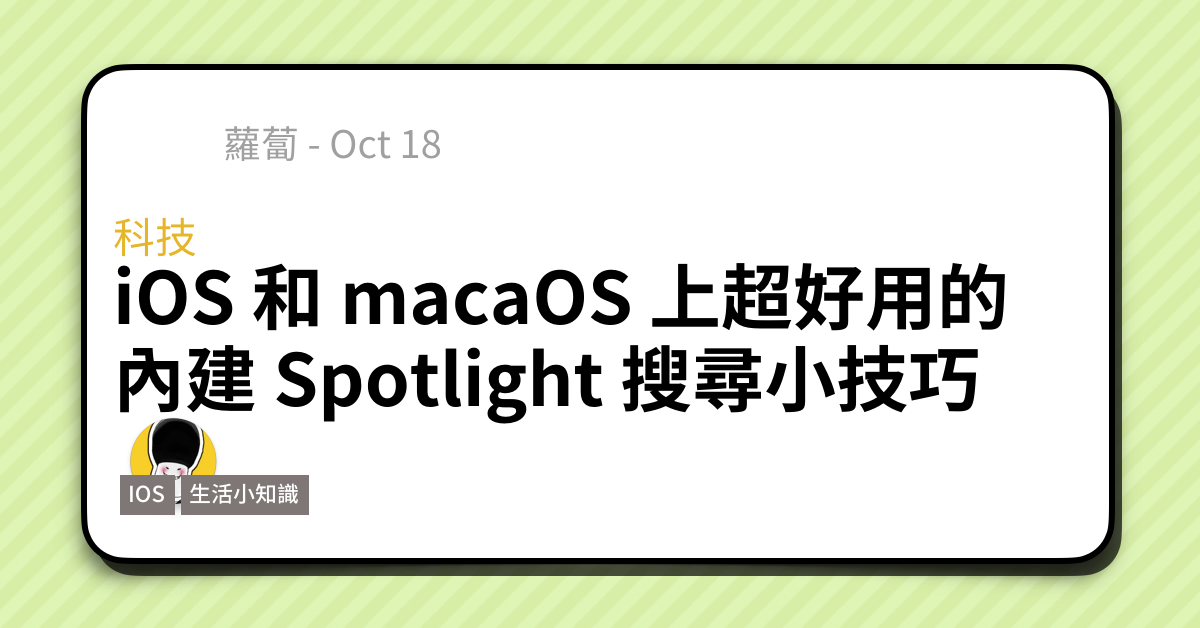 蘿蔔 - Oct 18
科技
iOS 和 macaOS 上超好用的
內建 Spotlight 搜尋小技巧
IOS 生活小知識